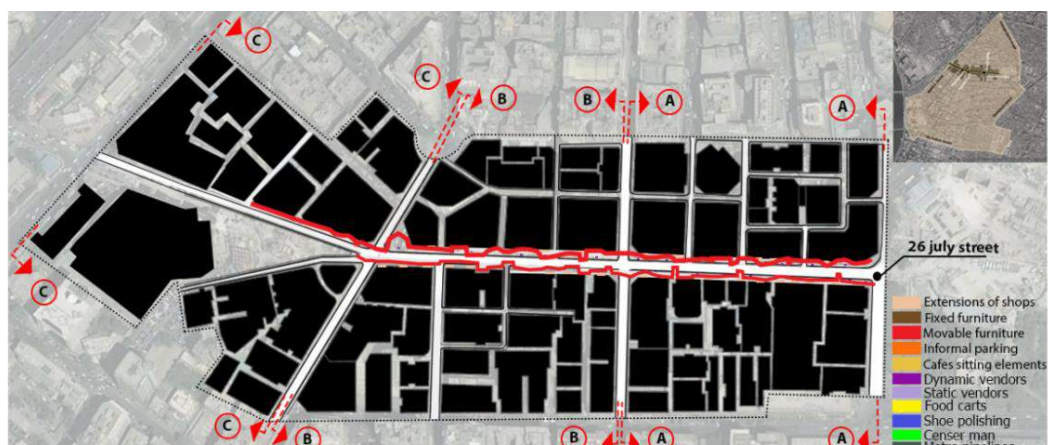 C
C
B
B
A
A
26 july street
C
Extensions of shops
Fixed furniture
Movable furniture
Informal parking
Cafes sitting elements
Dynamic vendors
Static vendors
Food carts
Shoe polishing
Censer man
C
B
B
A
A